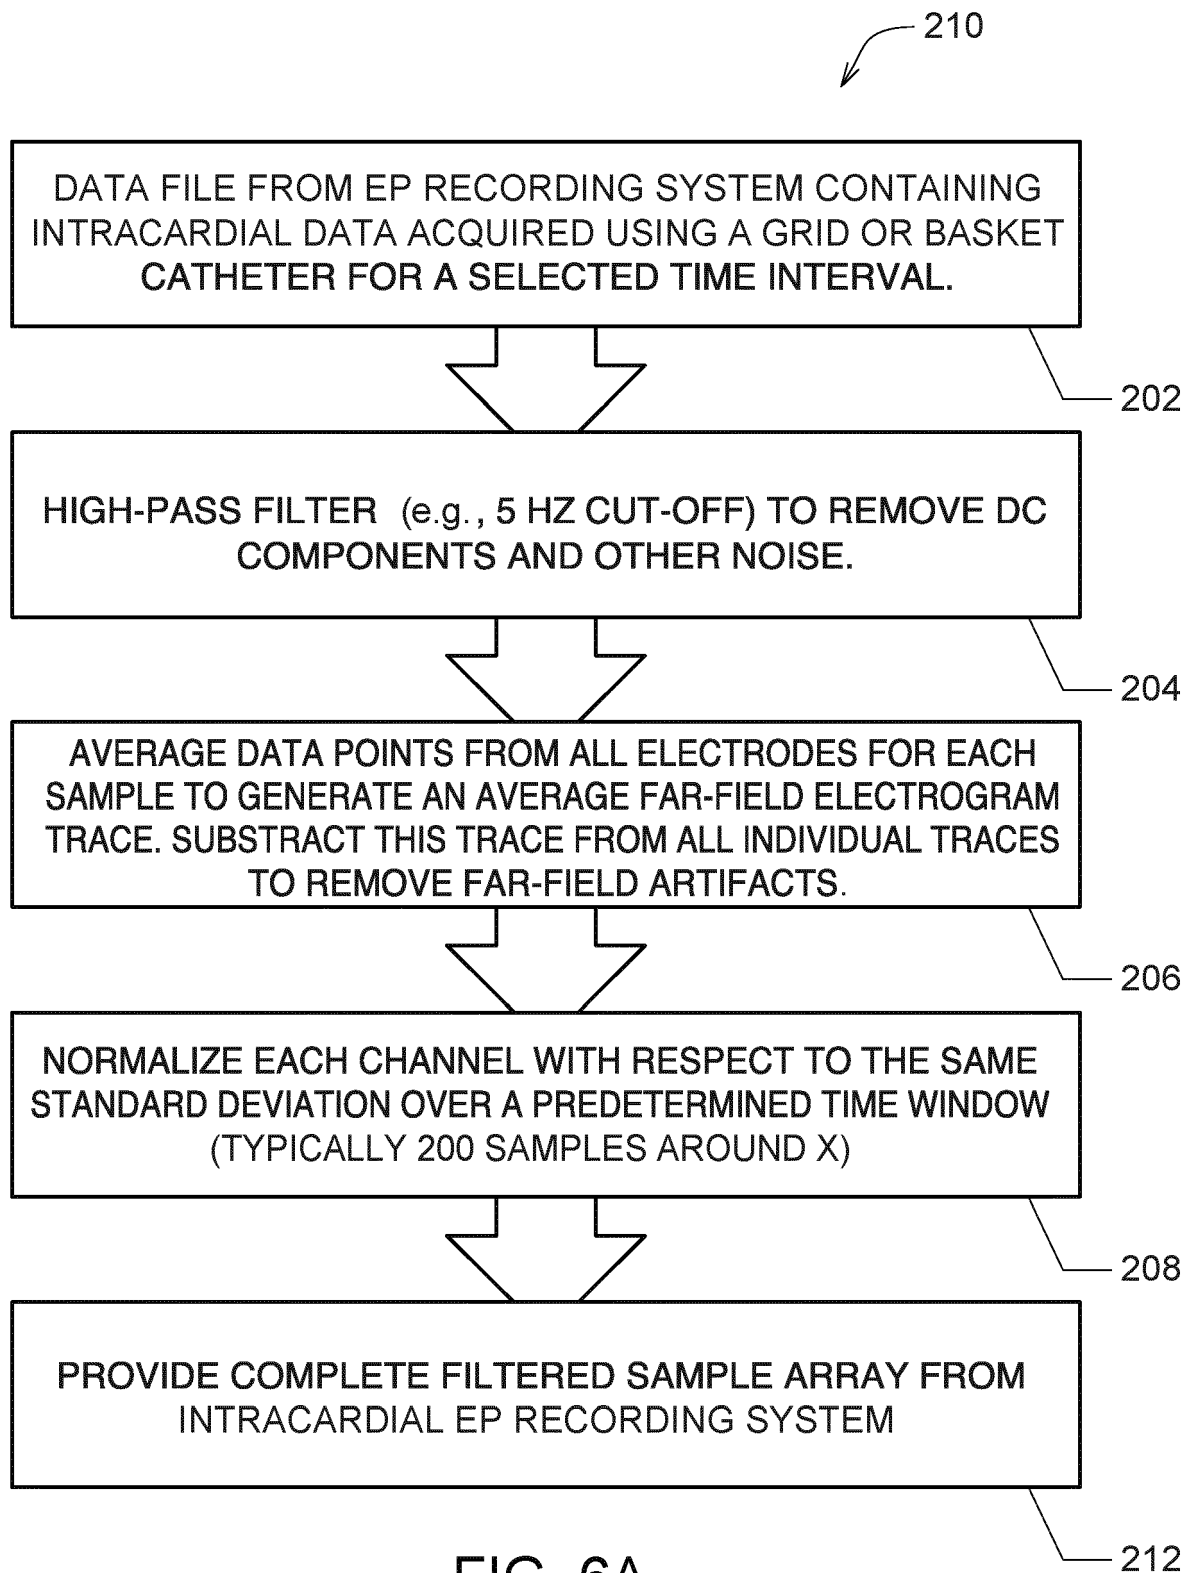 210
DATA FILE FROM EP RECORDING SYSTEM CONTAINING
INTRACARDIAL DATA ACQUIRED USING A GRID OR BASKET
CATHETER FOR A SELECTED TIME INTERVAL.
202
HIGH-PASS FILTER (e.g., 5 HZ CUT-OFF) TO REMOVE DC
COMPONENTS AND OTHER NOISE.
204
AVERAGE DATA POINTS FROM ALL ELECTRODES FOR EACH
SAMPLE TO GENERATE AN AVERAGE FAR-FIELD ELECTROGRAM
TRACE. SUBSTRACT THIS TRACE FROM ALL INDIVIDUAL TRACES
TO REMOVE FAR-FIELD ARTIFACTS.
206
NORMALIZE EACH CHANNEL WITH RESPECT TO THE SAME
STANDARD DEVIATION OVER A PREDETERMINED TIME WINDOW
(TYPICALLY 200 SAMPLES AROUND X)
208
PROVIDE COMPLETE FILTERED SAMPLE ARRAY FROM
INTRACARDIAL EP RECORDING SYSTEM
212
FIG. 6A